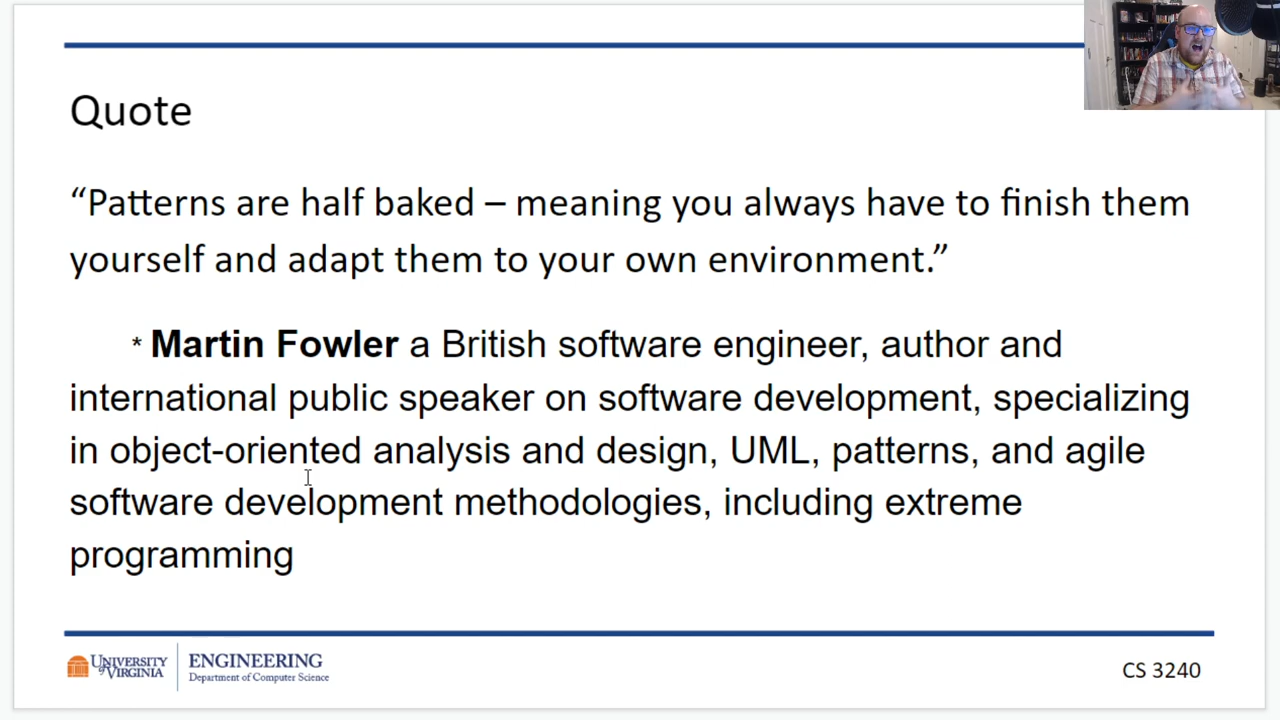 Quote
“Patterns are half baked – meaning you always have to finish them
yourself and adapt them to your own environment.”
* Martin Fowler a British software engineer, author and
international public speaker on software development, specializing
in object-oriented analysis and design, UML, patterns, and agile
software development methodologies, including extreme
programming
UNIVERSITY
of VIRGINIA
ENGINEERING
Department of Computer Science
CS 3240